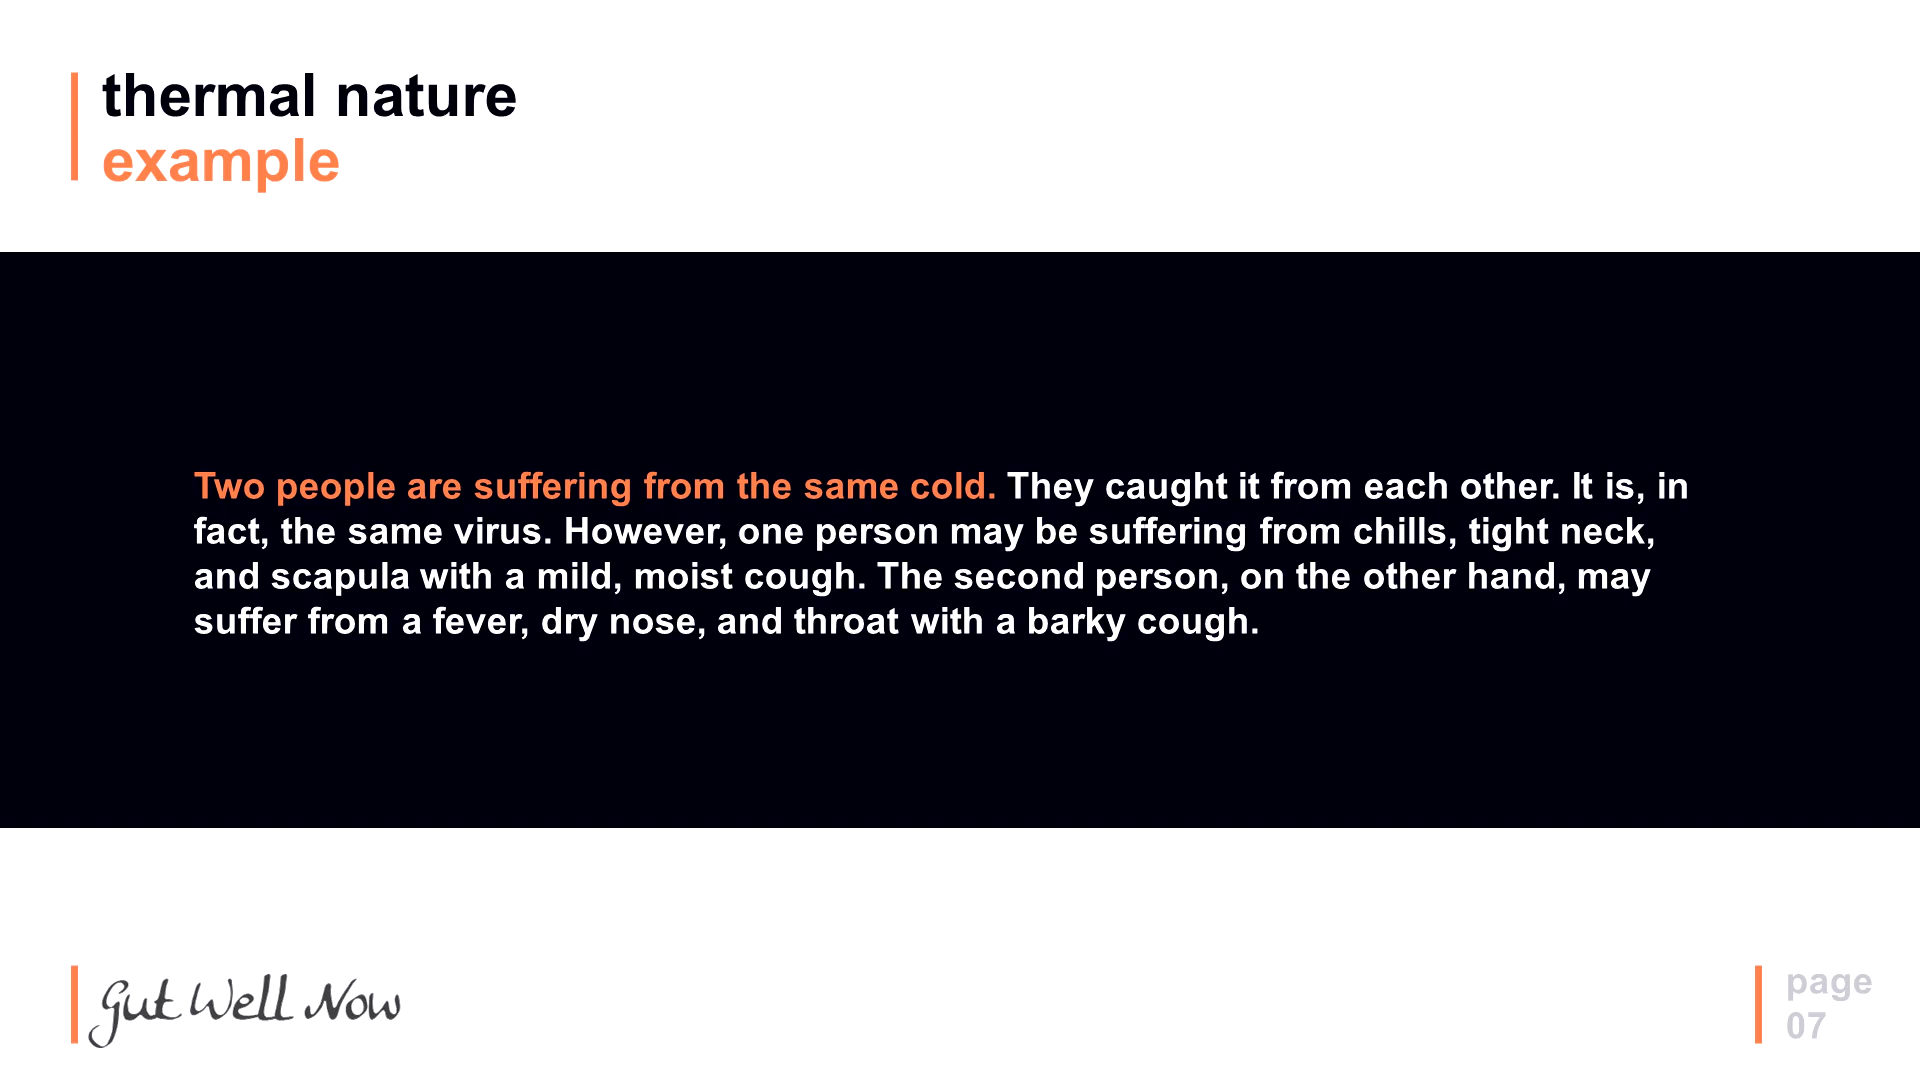 thermal nature
example
Two people are suffering from the same cold. They caught it from each other. It is, in
fact, the same virus. However, one person may be suffering from chills, tight neck,
and scapula with a mild, moist cough. The second person, on the other hand, may
suffer from a fever, dry nose, and throat with a barky cough.
Gut Well Now
page
07